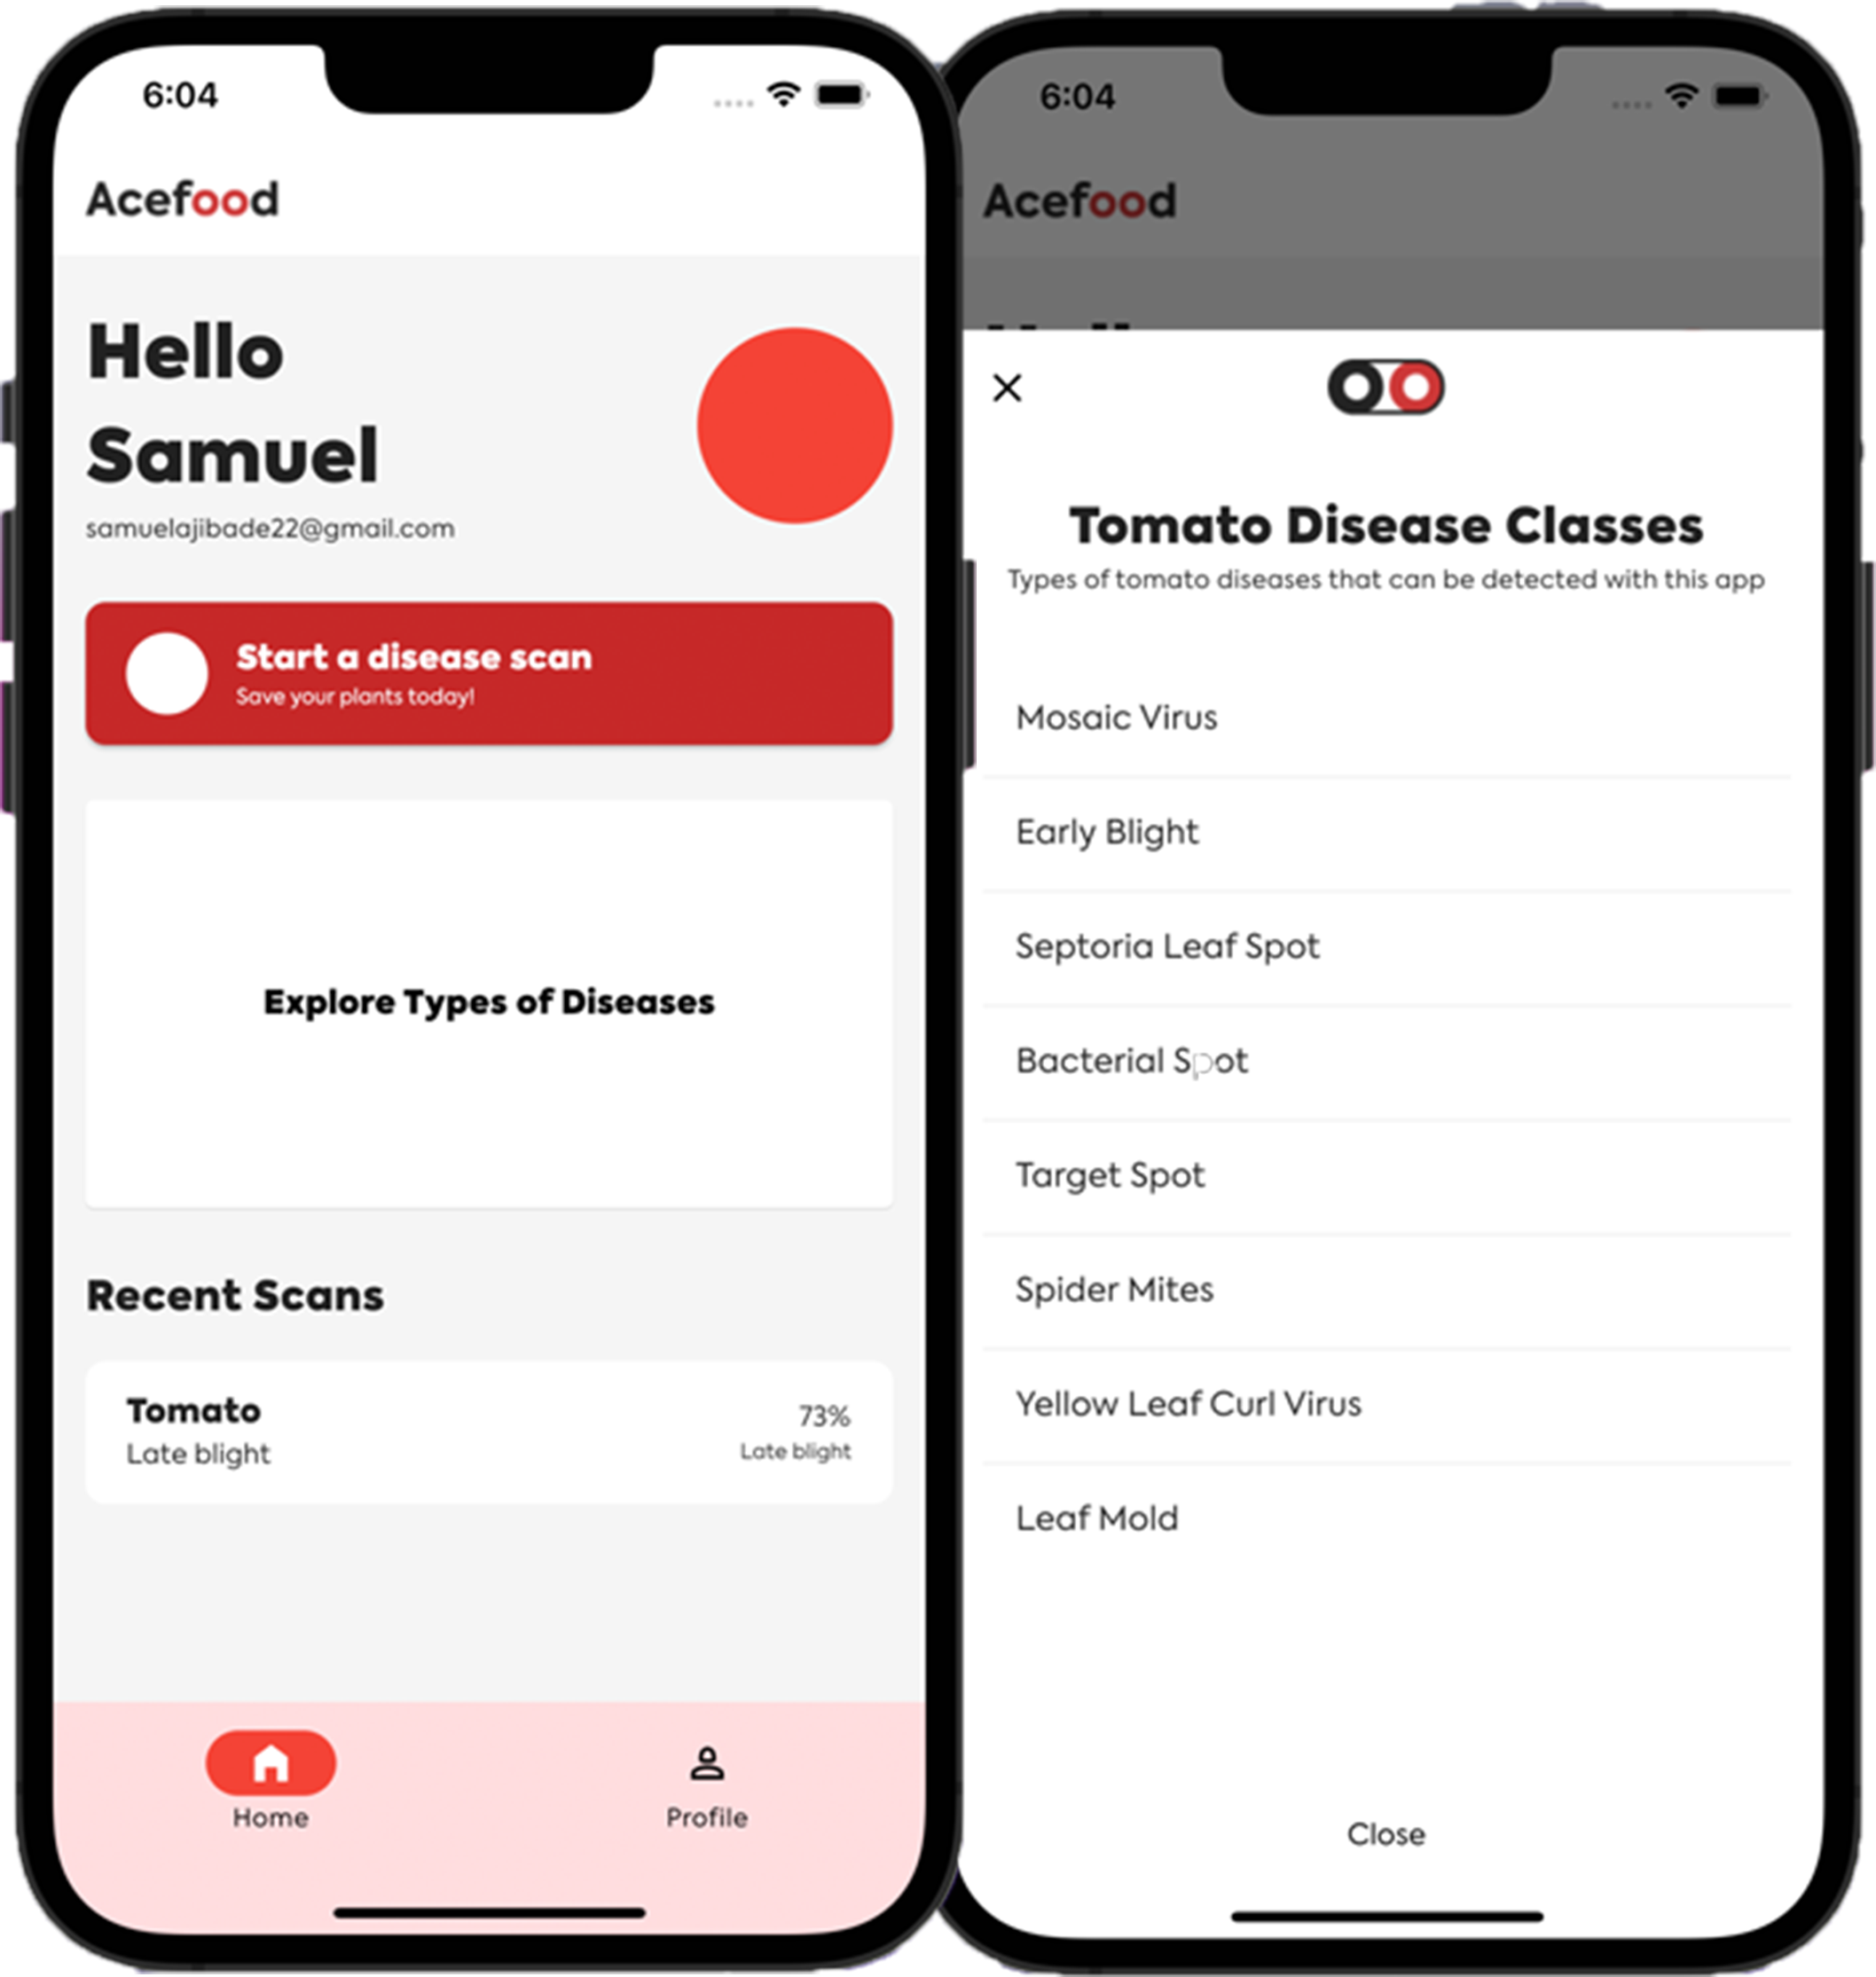 6:04
Acefood
Hello
Samuel
samuelajibade22@gmail.com
Start a disease scan
Save your plants today!
Explore Types of Diseases
Recent Scans
Tomato
Late blight
73%
Late blight
Home
Profile
6:04
Acefood
Tomato Disease Classes
Types of tomato diseases that can be detected with this app
Mosaic Virus
Early Blight
Septoria Leaf Spot
Bacterial Spot
Target Spot
Spider Mites
Yellow Leaf Curl Virus
Leaf Mold
Close